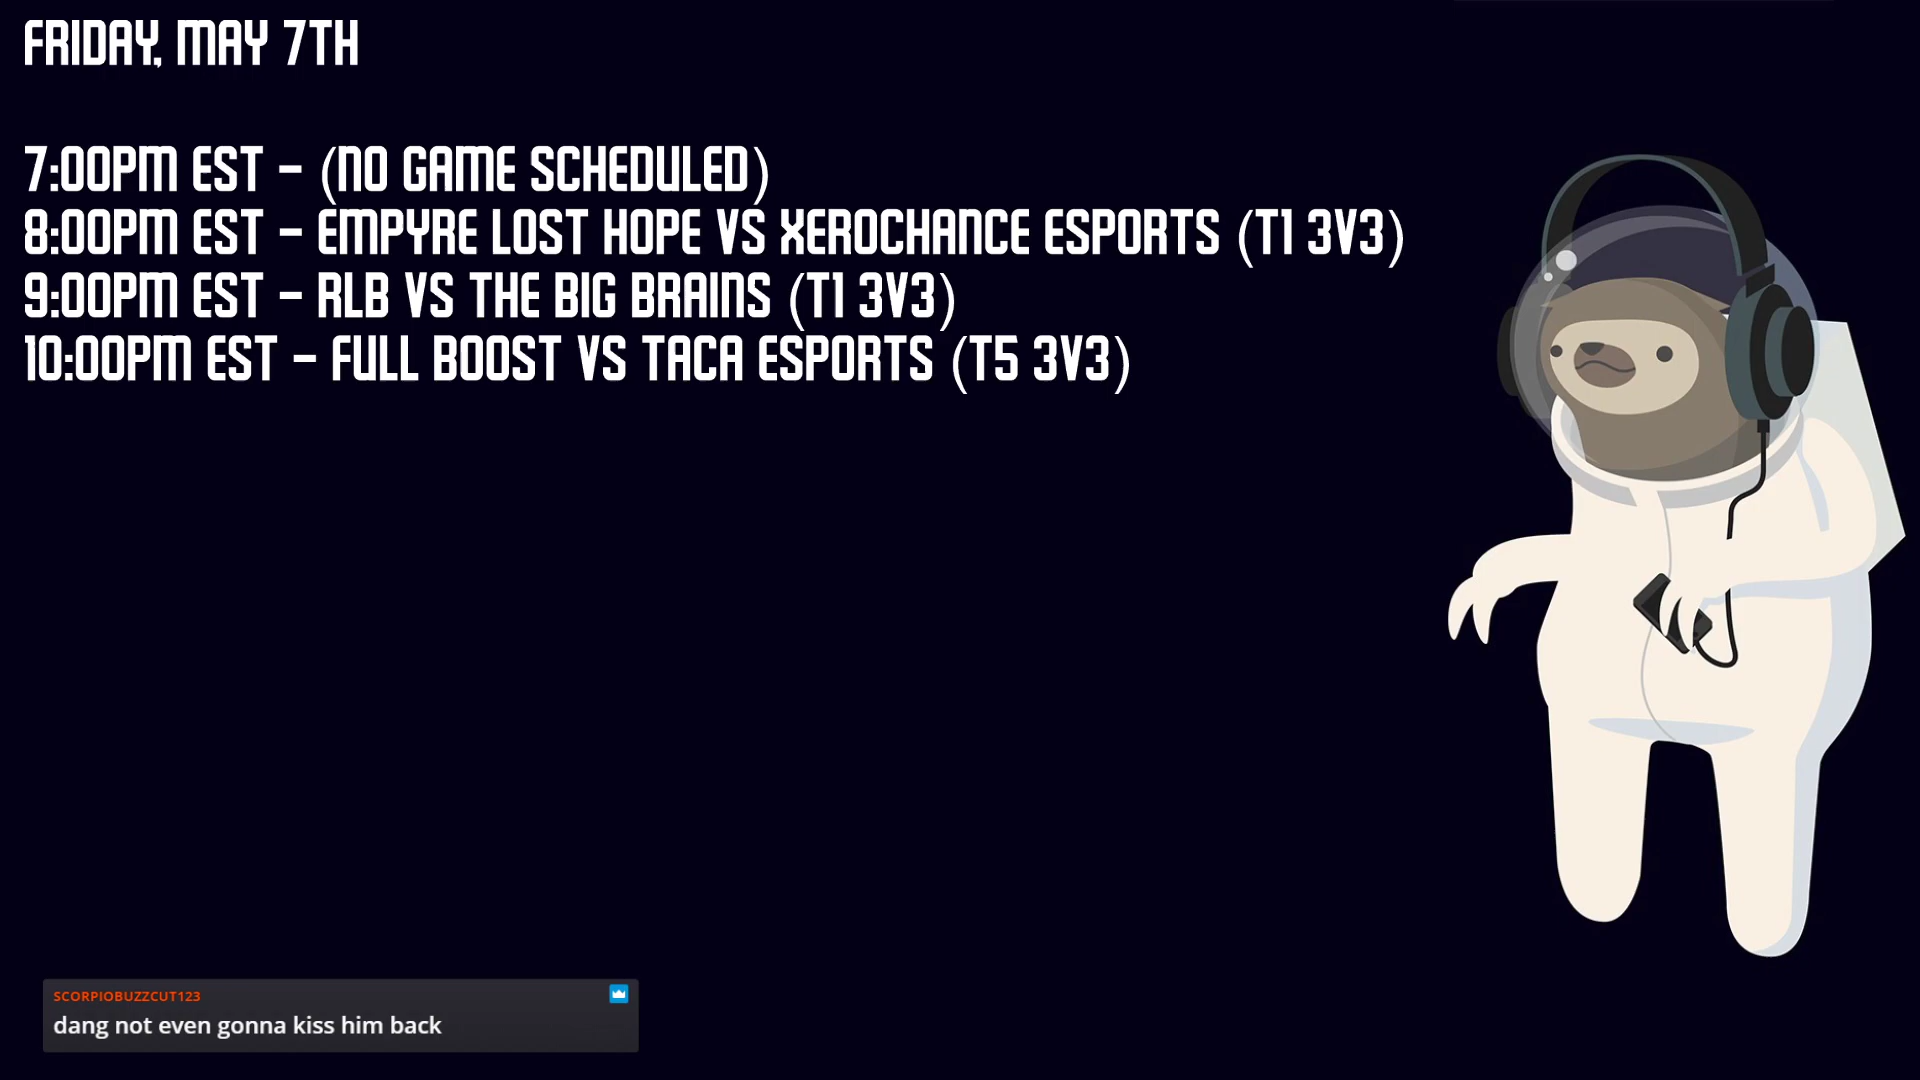 FRIDAY, MAY 7TH
7:00PM EST - (NO GAME SCHEDULED)
8:00PM EST - EMPYRE LOST HOPE VS XEROCHANCE ESPORTS (T1 3V3)
9:00PM EST - RLB VS THE BIG BRAINS (T1 3V3)
10:00PM EST - FULL BOOST VS TACA ESPORTS (T5 3V3)
SCORPIOBUZZCUT123
dang not even gonna kiss him back